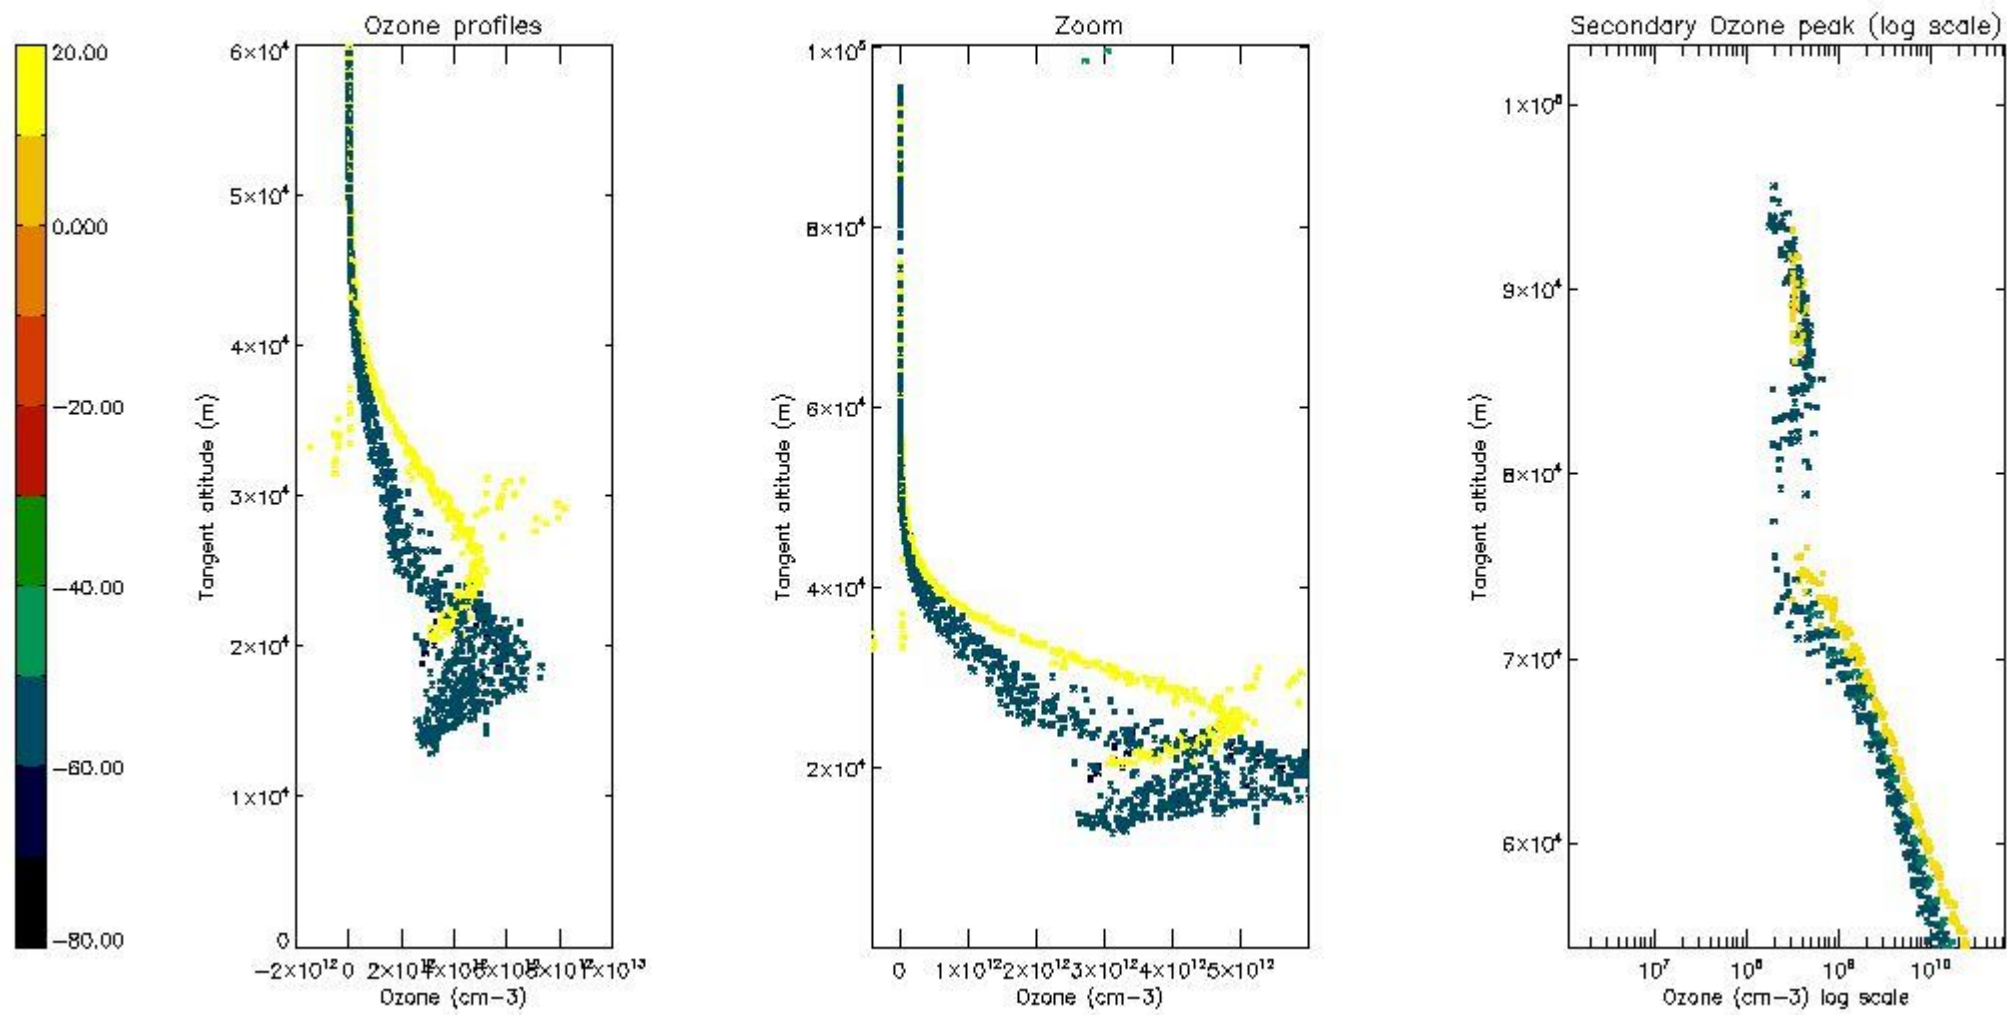 Ozone profiles
Zoom
Secondary Ozone peak (log scale)
20.00
0.000
−20.00
−40.00
−60.00
−80.00
6×10⁴
5×10⁴
4×10⁴
3×10⁴
2×10⁴
1×10⁴
0
Tangent altitude (m)
−2×10¹² 0
Ozone (cm−3)
1×10⁵
8×10⁴
6×10⁴
4×10⁴
2×10⁴
Tangent altitude (m)
0 1×10¹² 2×10¹² 3×10¹² 4×10¹² 5×10¹²
Ozone (cm−3)
9×10⁴
8×10⁴
7×10⁴
6×10⁴
Tangent altitude (m)
10⁷ 10¹⁰
Ozone (cm−3) log scale